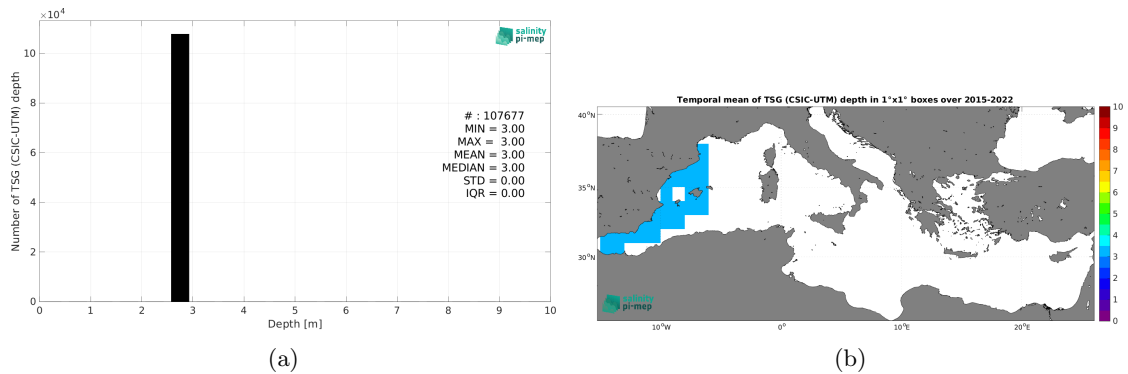 ×10⁴
10
8
6
4
2
0
Number of TSG (CSIC-UTM) depth
0 1 2 3 4 5 6 7 8 9 10
Depth [m]
salinity
pi-mep
# : 107677
MIN = 3.00
MAX = 3.00
MEAN = 3.00
MEDIAN = 3.00
STD = 0.00
IQR = 0.00
(a)
Temporal mean of TSG (CSIC-UTM) depth in 1°x1° boxes over 2015-2022
40°N
35°N
30°N
10°W 0° 10°E 20°E
salinity
pi-mep
10
9
8
7
6
5
4
3
2
1
0
(b)